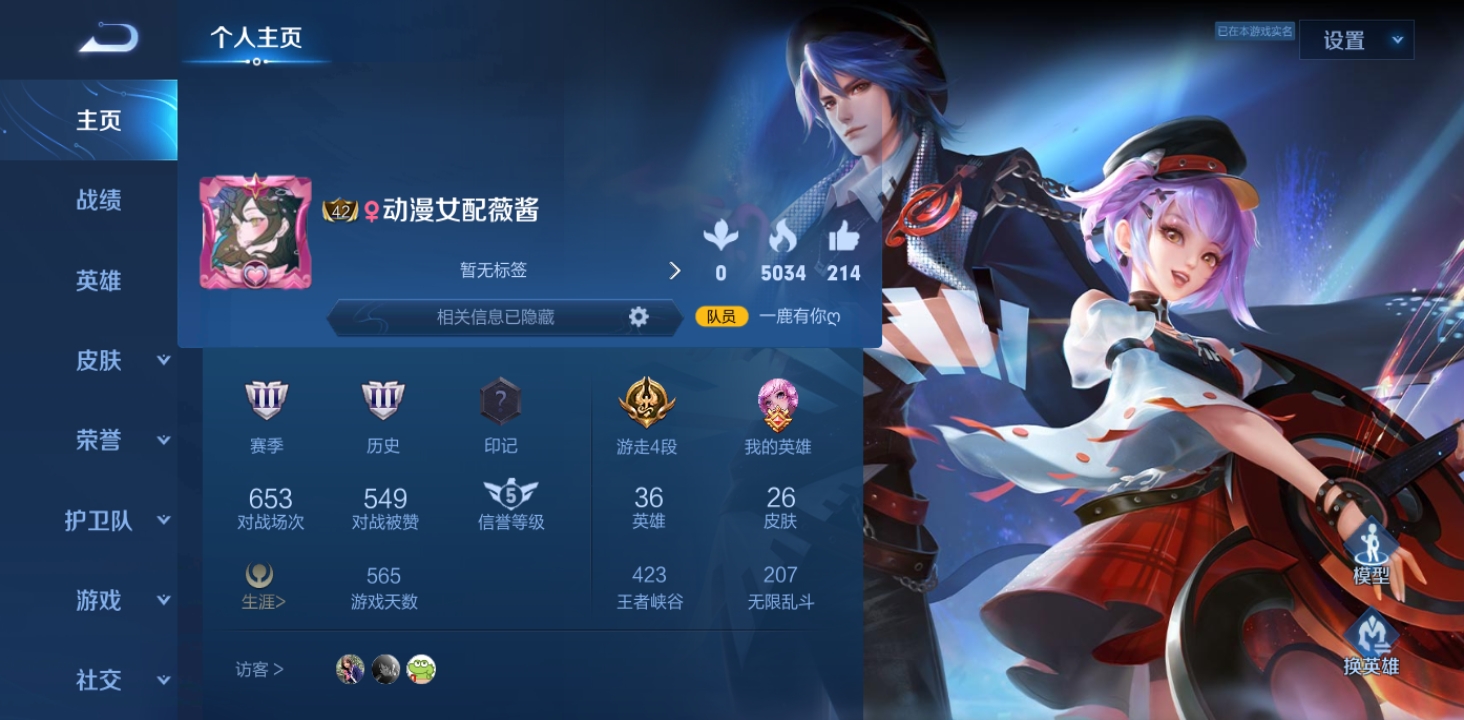 个人主页
已在本游戏实名
设置
主页
战绩
英雄
皮肤
荣誉
护卫队
游戏
社交
42 ♀动漫女配薇酱
暂无标签
0 5034 214
相关信息已隐藏
队员 一鹿有你ღ
赛季 历史 印记 游走4段 我的英雄
653 549 5 36 26
对战场次 对战被赞 信誉等级 英雄 皮肤
565 423 207
生涯> 游戏天数 王者峡谷 无限乱斗
访客 >
模型
换英雄